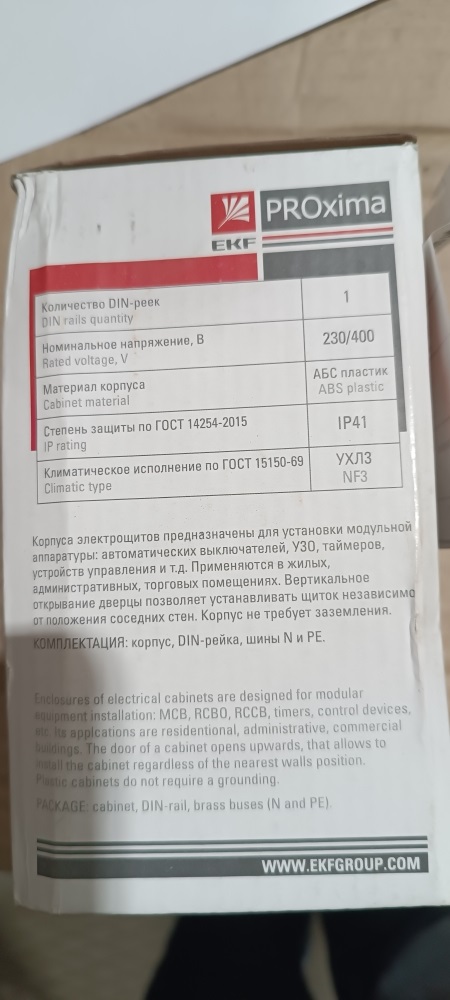 PROxima
EKF
Количество DIN-реек
DIN rails quantity
1
Номинальное напряжение, В
Rated voltage, V
230/400
Материал корпуса
Cabinet material
АБС пластик
ABS plastic
Степень защиты по ГОСТ 14254-2015
IP rating
IP41
Климатическое исполнение по ГОСТ 15150-69
Climatic type
УХЛ3
NF3
Корпуса электрощитов предназначены для установки модульной
аппаратуры: автоматических выключателей, УЗО, таймеров,
устройств управления и т.д. Применяются в жилых,
административных, торговых помещениях. Вертикальное
открывание дверцы позволяет устанавливать щиток независимо
от положения соседних стен. Корпус не требует заземления.
КОМПЛЕКТАЦИЯ: корпус, DIN-рейка, шины N и PE.
Enclosures of electrical cabinets are designed for modular
equipment installation: MCB, RCBO, RCCB, timers, control devices,
etc. Its applcations are residentional, administrative, commercial
buildings. The door of a cabinet opens upwards, that allows to
install the cabinet regardless of the nearest walls position.
Plastic cabinets do not require a grounding.
PACKAGE: cabinet, DIN-rail, brass buses (N and PE).
WWW.EKFGROUP.COM